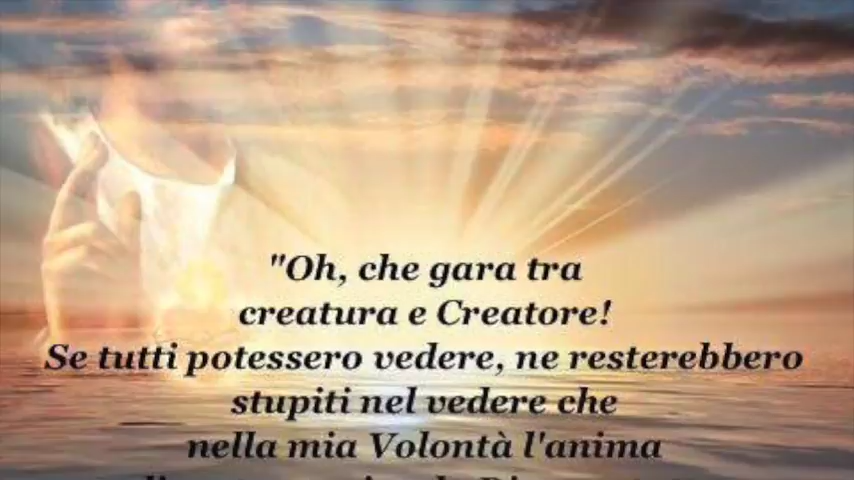 "Oh, che gara tra
creatura e Creatore!
Se tutti potessero vedere, ne resterebbero
stupiti nel vedere che
nella mia Volontà l'anima